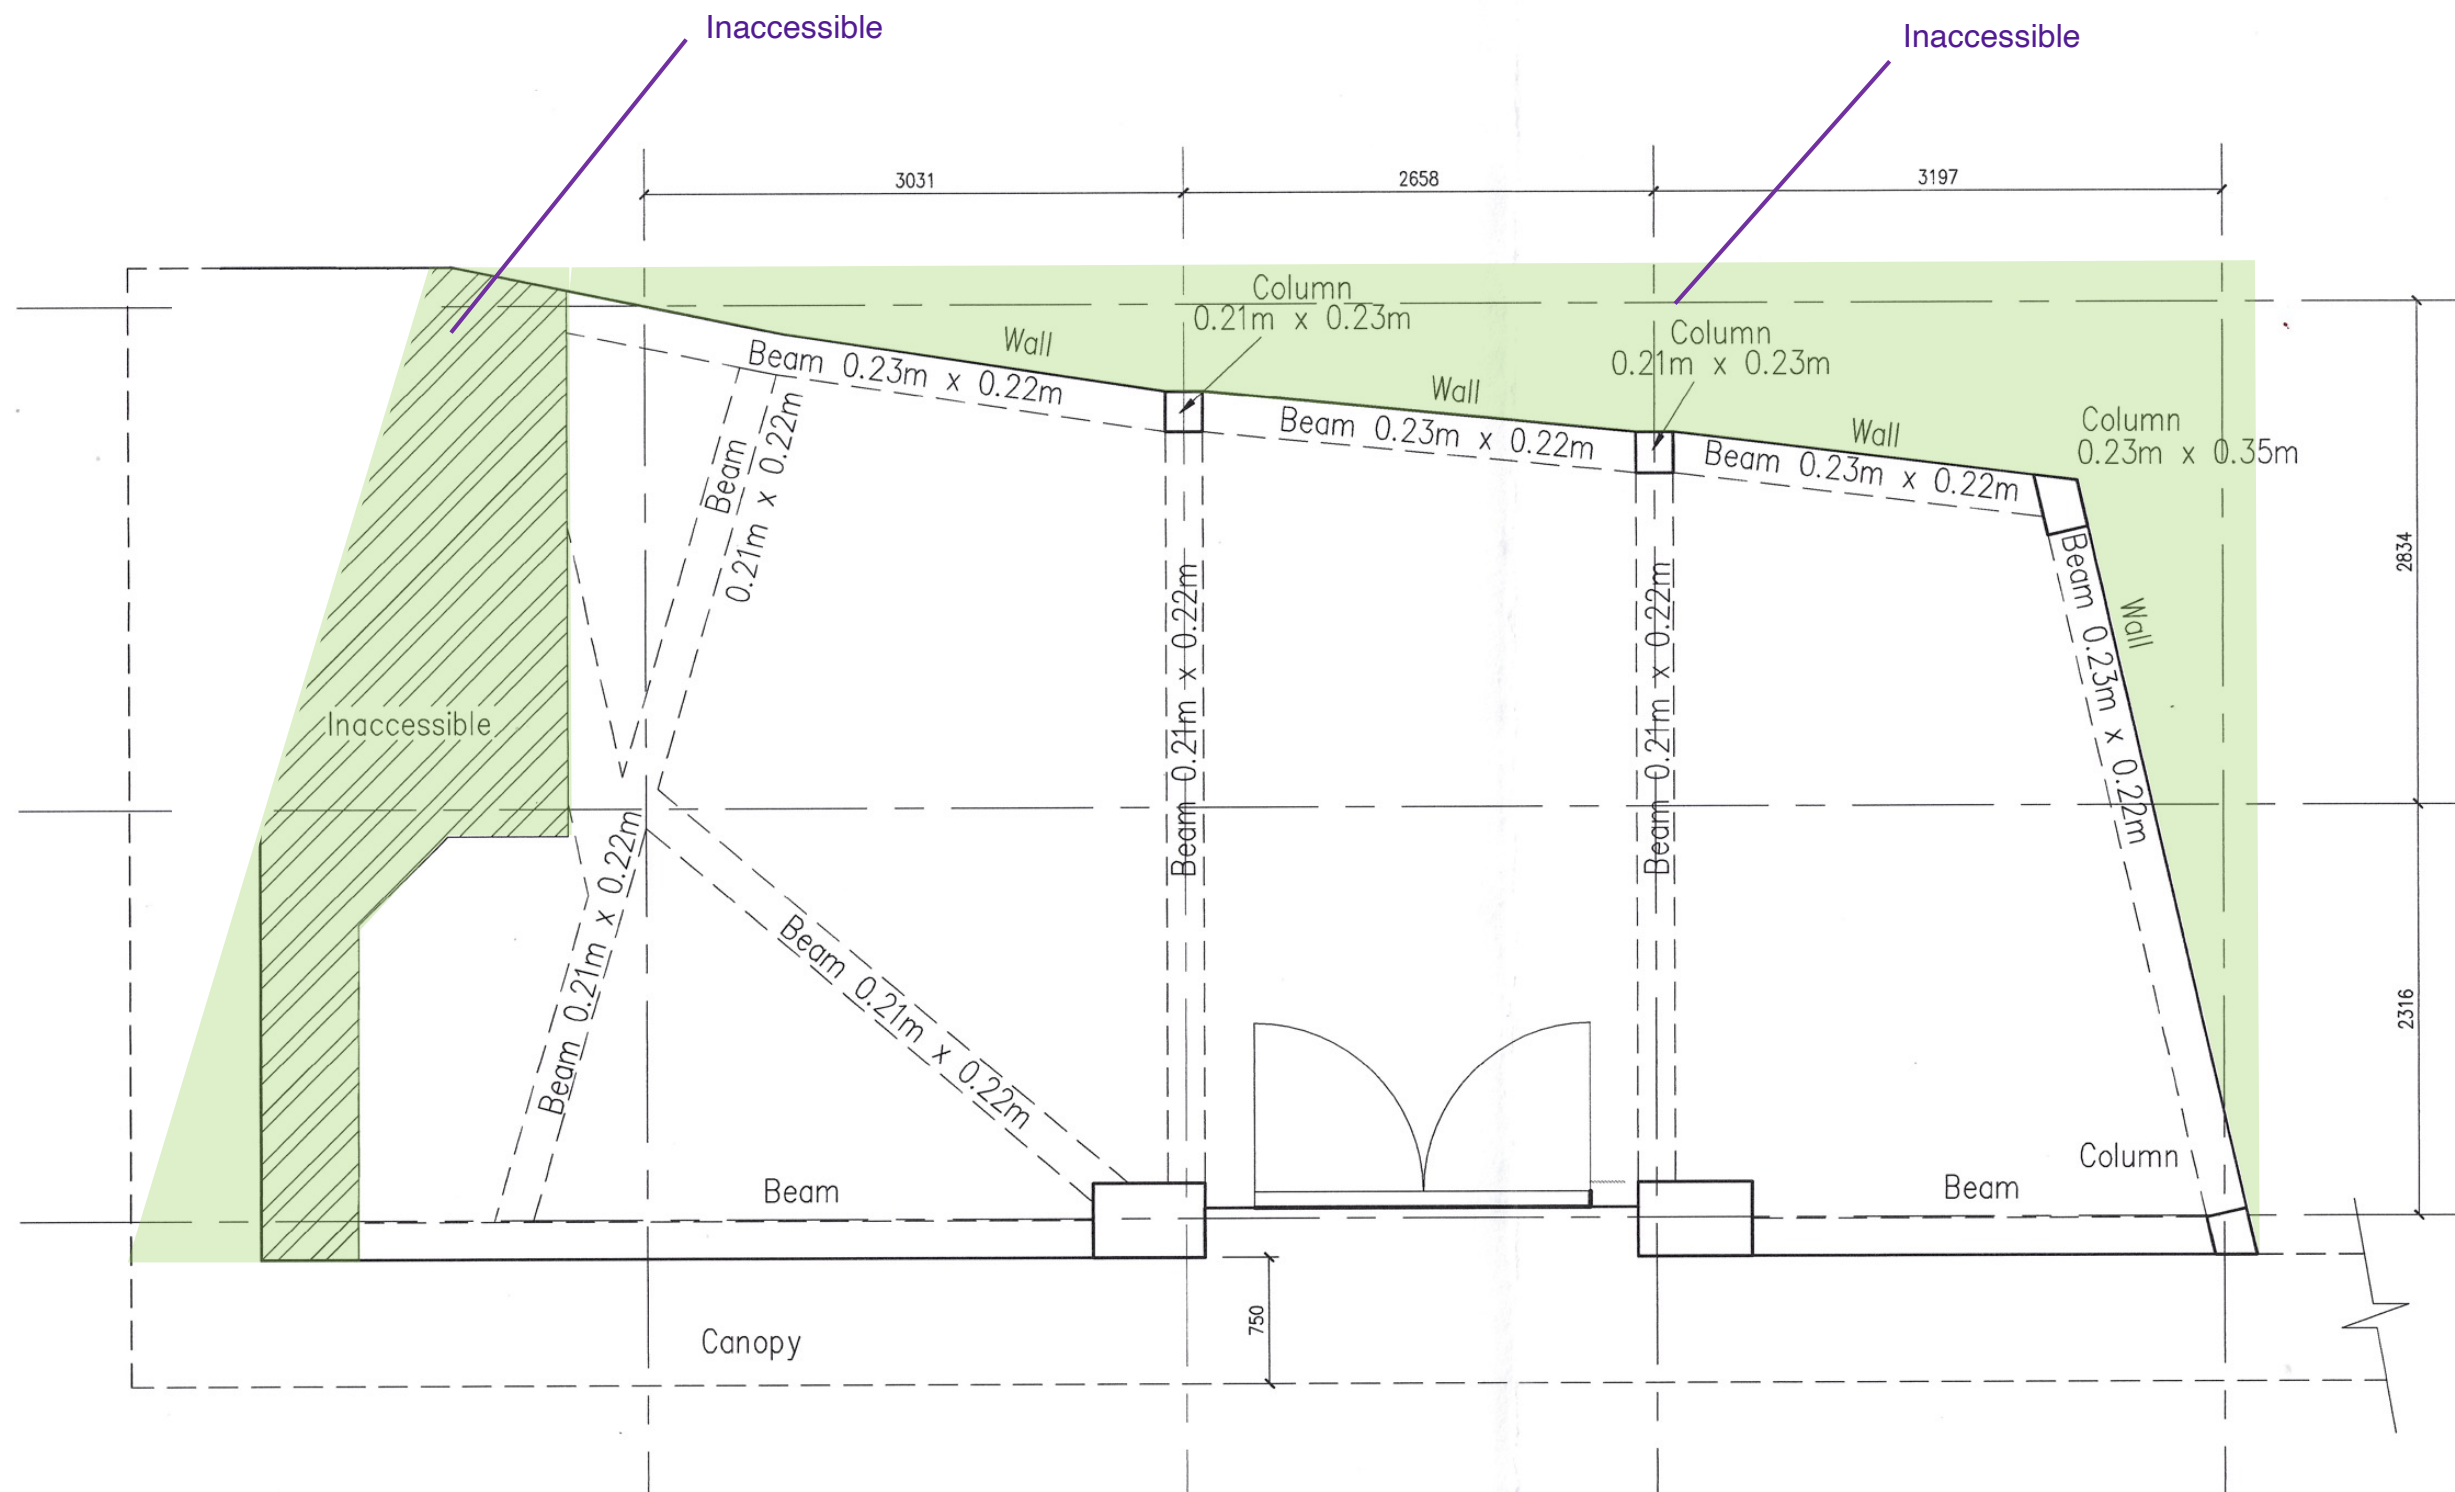 Inaccessible
Inaccessible
3031
2658
3197
Column
0.21m x 0.23m
Column
0.21m x 0.23m
Wall
Wall
Wall
Column
0.23m x 0.35m
Beam 0.23m x 0.22m
Beam 0.23m x 0.22m
Beam 0.23m x 0.22m
Beam
0.21m x 0.22m
Beam 0.21m x 0.22m
Beam 0.21m x 0.22m
Beam 0.23m x 0.22m
Wall
2834
Inaccessible
Beam 0.21m x 0.22m
Beam 0.21m x 0.22m
2316
Beam
Column
Beam
750
Canopy